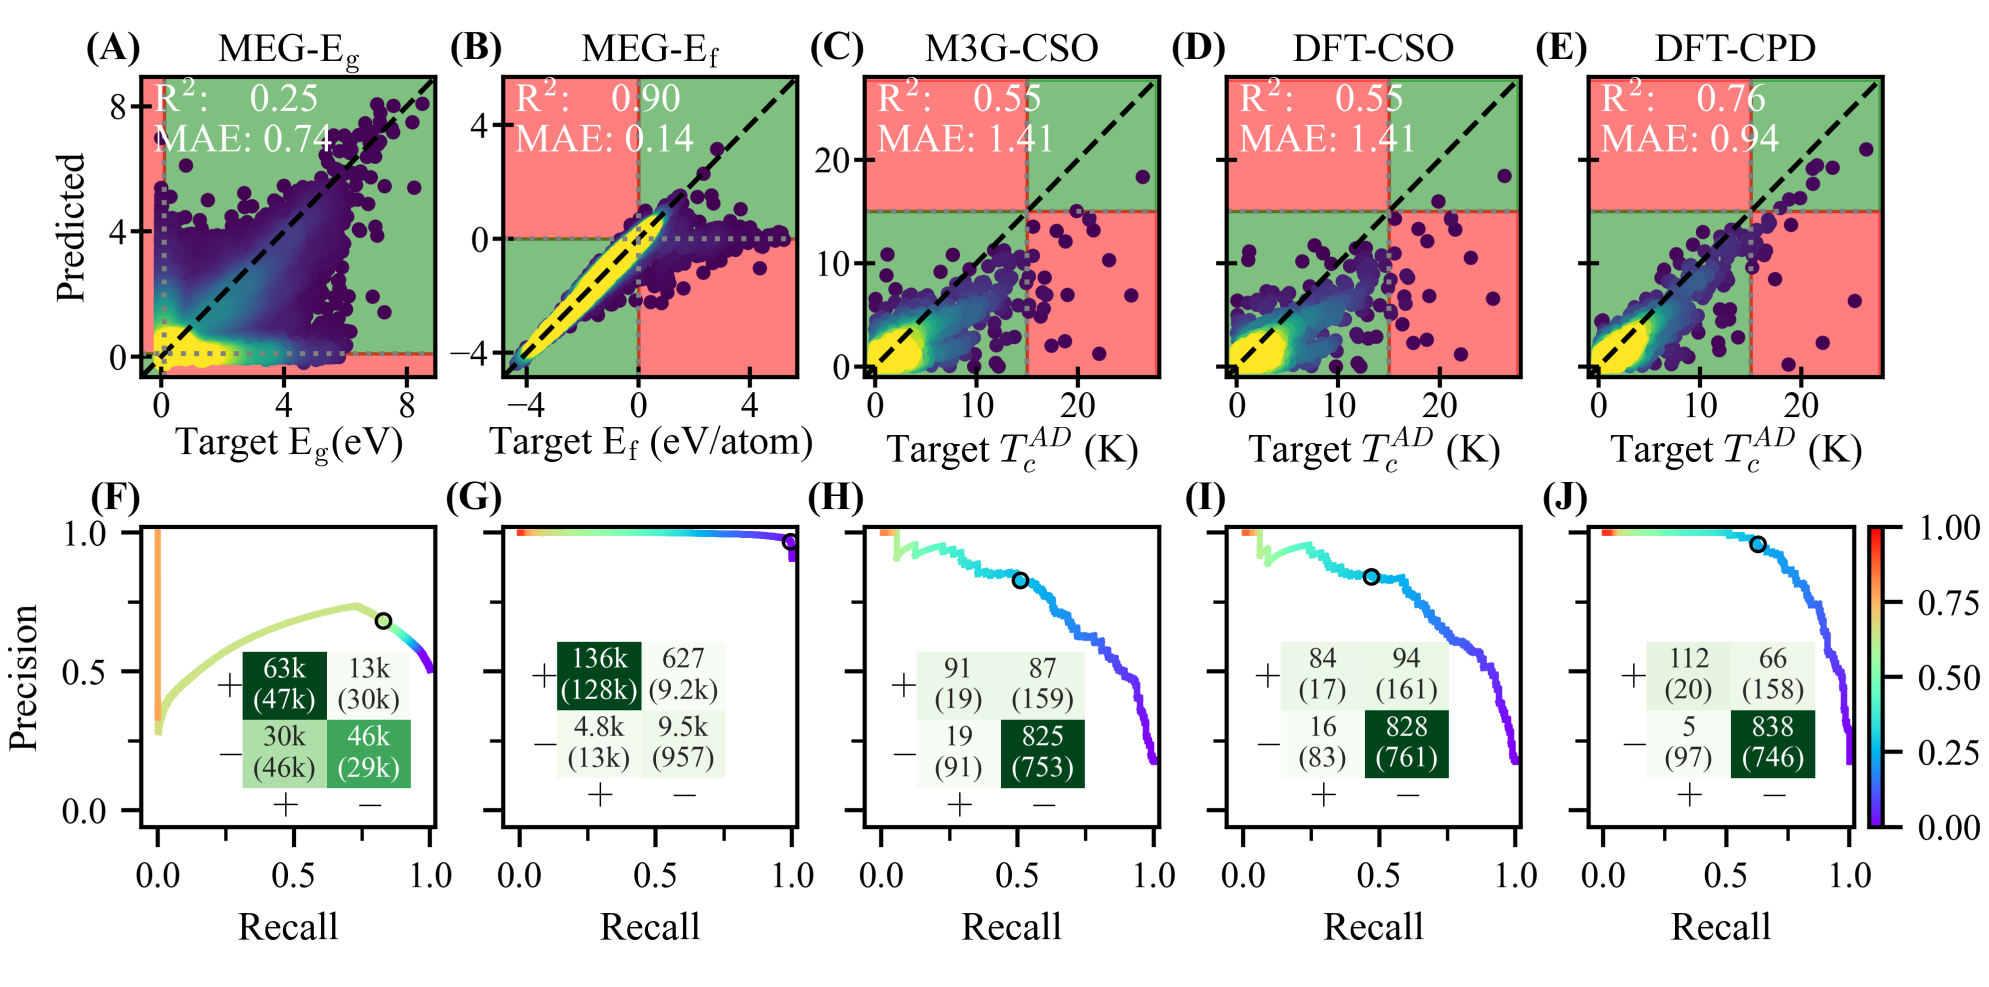 (A) MEG-E_g (B) MEG-E_f (C) M3G-CSO (D) DFT-CSO (E) DFT-CPD
R²: 0.25
MAE: 0.74
R²: 0.90
MAE: 0.14
R²: 0.55
MAE: 1.41
R²: 0.55
MAE: 1.41
R²: 0.76
MAE: 0.94
Predicted
8
4
0
0 4 8
Target E_g(eV)
4
0
−4
−4 0 4
Target E_f (eV/atom)
20
10
0
0 10 20
Target T_c^AD (K)
0 10 20
Target T_c^AD (K)
0 10 20
Target T_c^AD (K)
(F) (G) (H) (I) (J)
Precision
1.0
0.5
0.0
+ 63k 13k
(47k) (30k)
− 30k 46k
(46k) (29k)
+ −
0.0 0.5 1.0
Recall
+ 136k 627
(128k) (9.2k)
− 4.8k 9.5k
(13k) (957)
+ −
0.0 0.5 1.0
Recall
+ 91 87
(19) (159)
− 19 825
(91) (753)
+ −
0.0 0.5 1.0
Recall
+ 84 94
(17) (161)
− 16 828
(83) (761)
+ −
0.0 0.5 1.0
Recall
+ 112 66
(20) (158)
− 5 838
(97) (746)
+ −
0.0 0.5 1.0
Recall
1.00
0.75
0.50
0.25
0.00